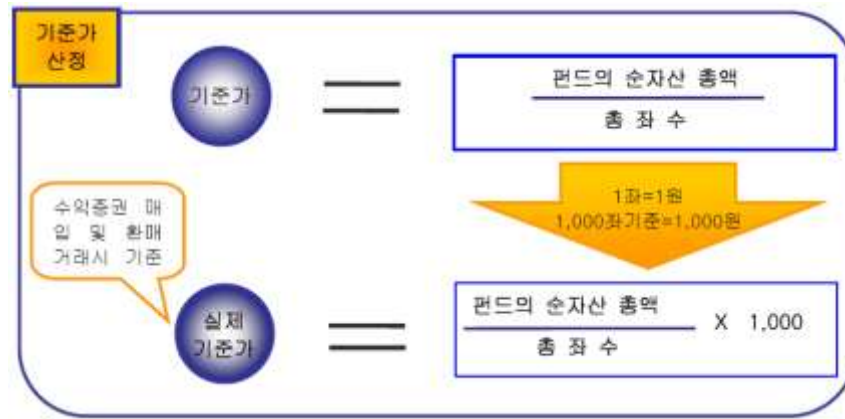 기준가
산정
기준가
펀드의 순자산 총액
총 좌 수
1좌=1원
1,000좌기준=1,000원
수익증권 매
입 및 환매
거래시 기준
실제
기준가
펀드의 순자산 총액
총 좌 수
X 1,000